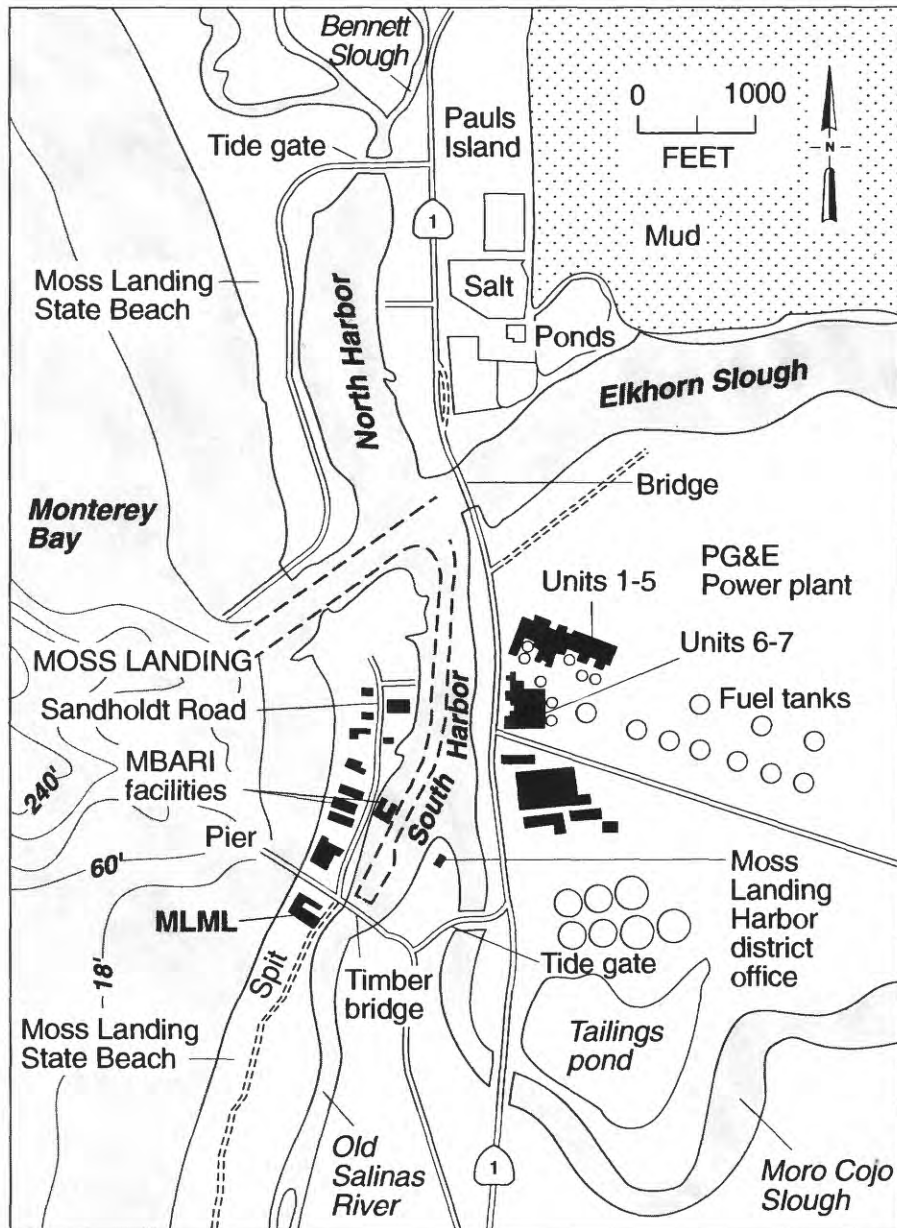 Bennett
Slough
Tide gate
Pauls
Island
0 1000
FEET
N
1
Mud
Moss Landing
State Beach
Salt
Ponds
North Harbor
Elkhorn Slough
Bridge
Monterey
Bay
PG&E
Power plant
Units 1-5
Units 6-7
MOSS LANDING
Sandholdt Road
Fuel tanks
MBARI
facilities
South Harbor
240'
Pier
60'
MLML
Moss
Landing
Harbor
district
office
18'
Spit
Timber
bridge
Tide gate
Moss Landing
State Beach
Tailings
pond
Old
Salinas
River
1
Moro Cojo
Slough